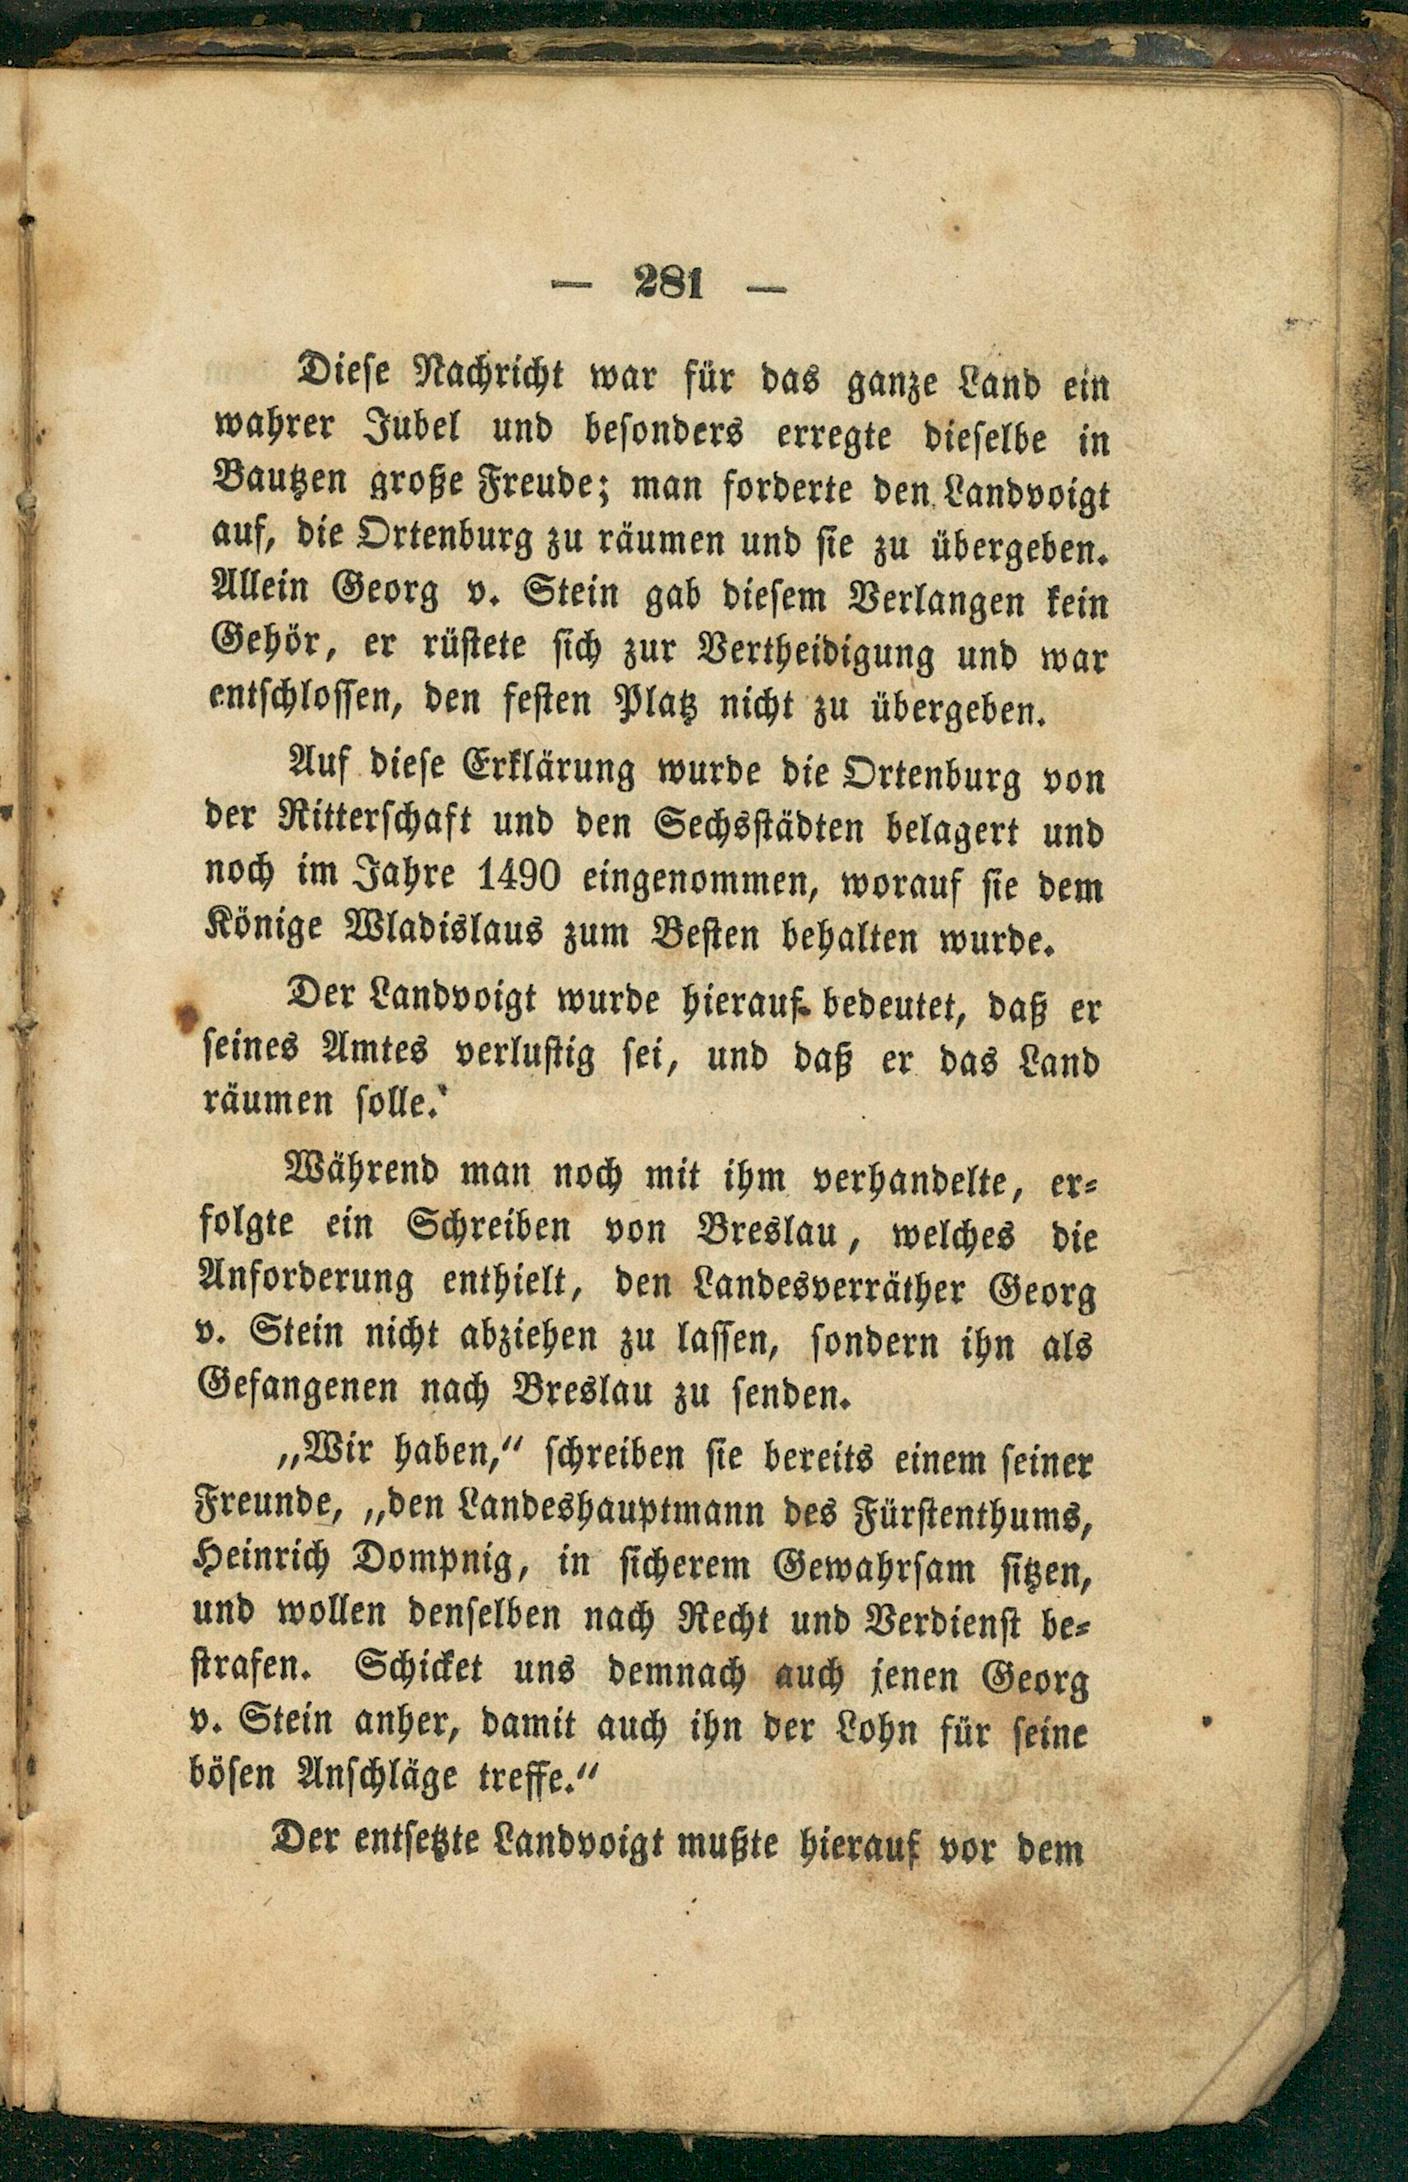 — 281 —
Diese Nachricht war für das ganze Land ein
wahrer Jubel und besonders erregte dieselbe in
Bautzen große Freude; man forderte den Landvoigt
auf, die Ortenburg zu räumen und sie zu übergeben.
Allein Georg v. Stein gab diesem Verlangen kein
Gehör, er rüstete sich zur Vertheidigung und war
entschlossen, den festen Platz nicht zu übergeben.
Auf diese Erklärung wurde die Ortenburg von
der Ritterschaft und den Sechsstädten belagert und
noch im Jahre 1490 eingenommen, worauf sie dem
Könige Wladislaus zum Besten behalten wurde.
Der Landvoigt wurde hierauf bedeutet, daß er
seines Amtes verlustig sei, und daß er das Land
räumen solle.
Während man noch mit ihm verhandelte, er-
folgte ein Schreiben von Breslau, welches die
Anforderung enthielt, den Landesverräther Georg
v. Stein nicht abziehen zu lassen, sondern ihn als
Gefangenen nach Breslau zu senden.
„Wir haben,“ schreiben sie bereits einem seiner
Freunde, „den Landeshauptmann des Fürstenthums,
Heinrich Dompnig, in sicherem Gewahrsam sitzen,
und wollen denselben nach Recht und Verdienst be-
strafen. Schicket uns demnach auch jenen Georg
v. Stein anher, damit auch ihn der Lohn für seine
bösen Anschläge treffe.“
Der entsetzte Landvoigt mußte hierauf vor dem